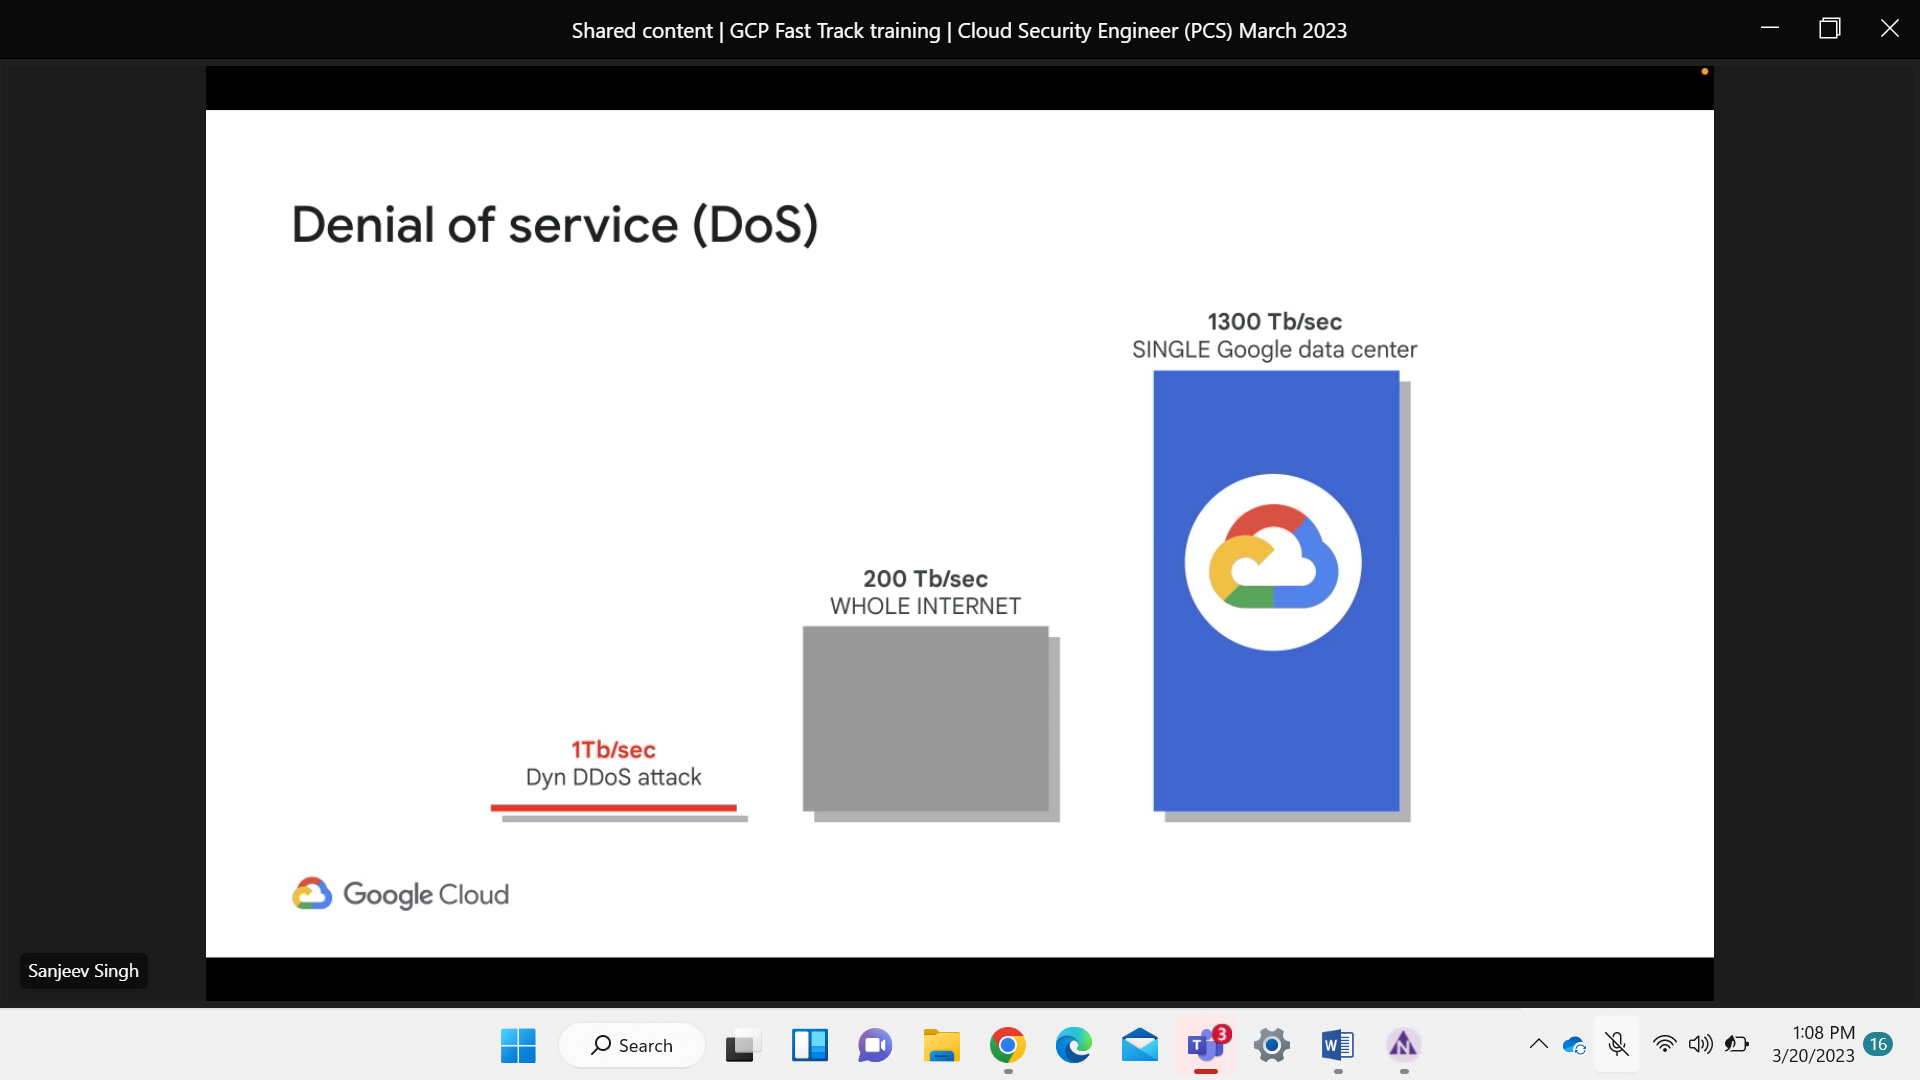 Shared content | GCP Fast Track training | Cloud Security Engineer (PCS) March 2023
Denial of service (DoS)
1300 Tb/sec
SINGLE Google data center
200 Tb/sec
WHOLE INTERNET
1Tb/sec
Dyn DDoS attack
Google Cloud
Sanjeev Singh
Search
3
1:08 PM
3/20/2023
16